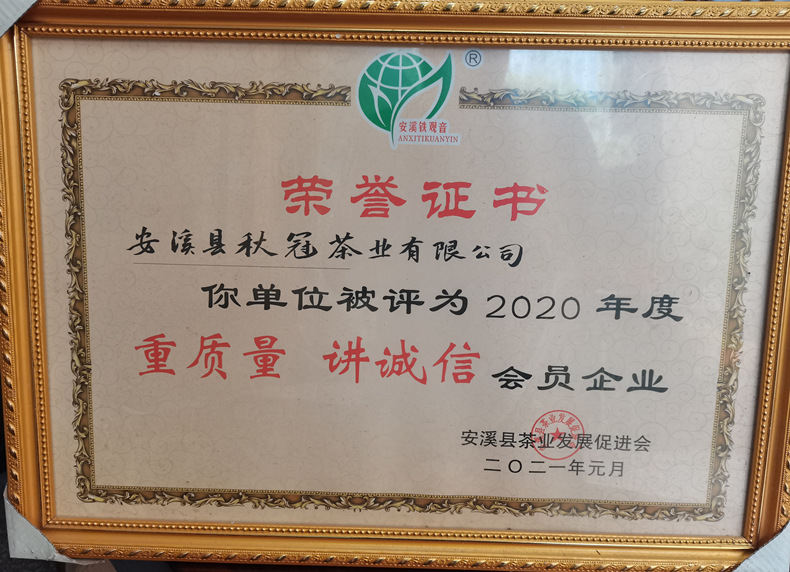 ®
安溪铁观音
ANXITIKUANYIN
荣誉证书
安溪县秋冠茶业有限公司
你单位被评为2020年度
重质量 讲诚信 会员企业
安溪县茶业发展促进会
二〇二一年元月